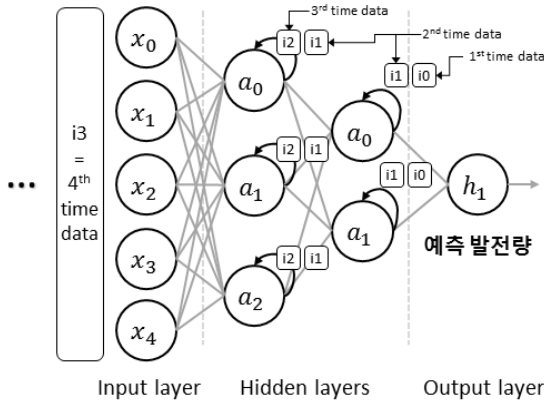 3rd time data
i2 i1
2nd time data
1st time data
i1 i0
x0
a0
x1
a0
i3
=
4th
time
data
...
i2 i1
x2
a1
i1 i0
h1
a1
예측 발전량
x3
i2 i1
a2
x4
Input layer
Hidden layers
Output layer